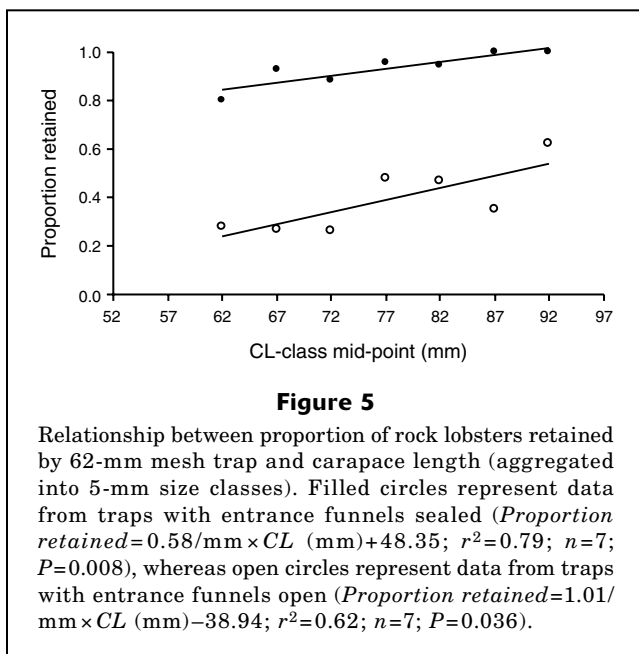 1.0
0.8
0.6
0.4
0.2
0.0
Proportion retained
52 57 62 67 72 77 82 87 92 97
CL-class mid-point (mm)
Figure 5
Relationship between proportion of rock lobsters retained
by 62-mm mesh trap and carapace length (aggregated
into 5-mm size classes). Filled circles represent data
from traps with entrance funnels sealed (Proportion
retained=0.58/mm×CL (mm)+48.35; r²=0.79; n=7;
P=0.008), whereas open circles represent data from traps
with entrance funnels open (Proportion retained=1.01/
mm×CL (mm)–38.94; r²=0.62; n=7; P=0.036).